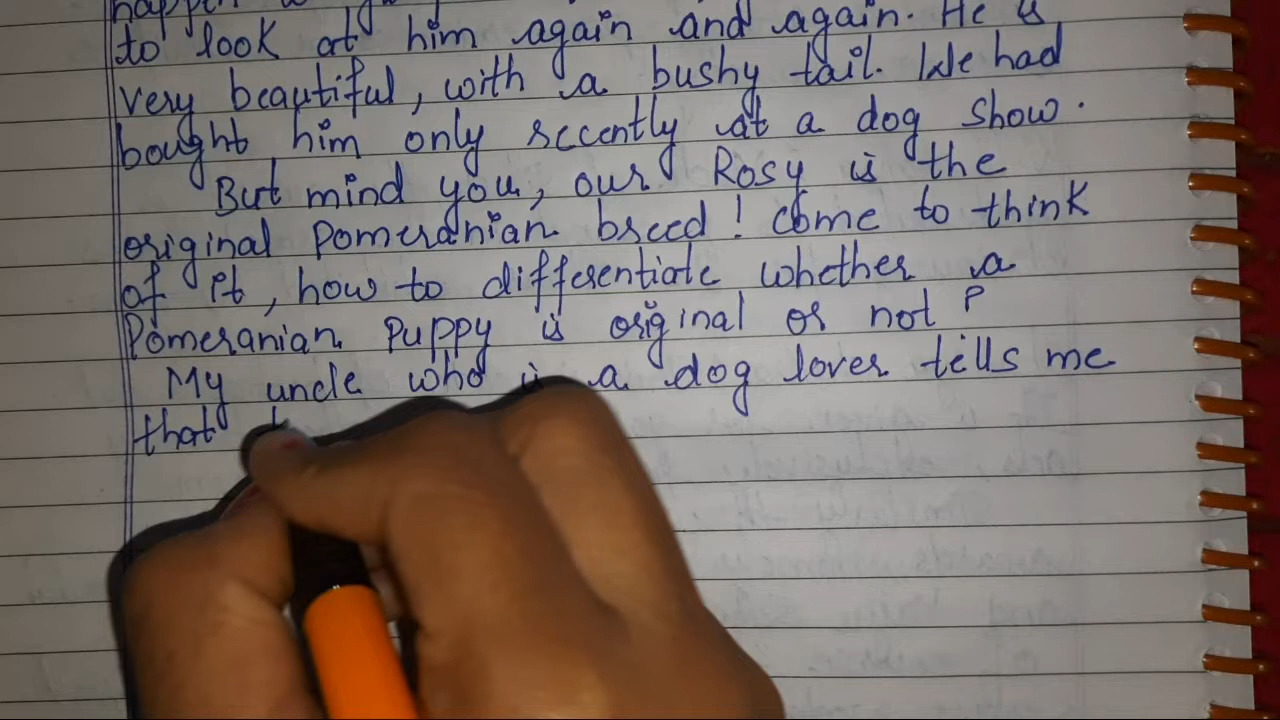 happen
to look at him again and again. He is
very beautiful, with a bushy tail. We had
bought him only recently at a dog show.
But mind you, our Rosy is the
original Pomeranian breed! Come to think
of it, how to differentiate whether a
Pomeranian puppy is original or not?
My uncle who is a dog lover tells me
that